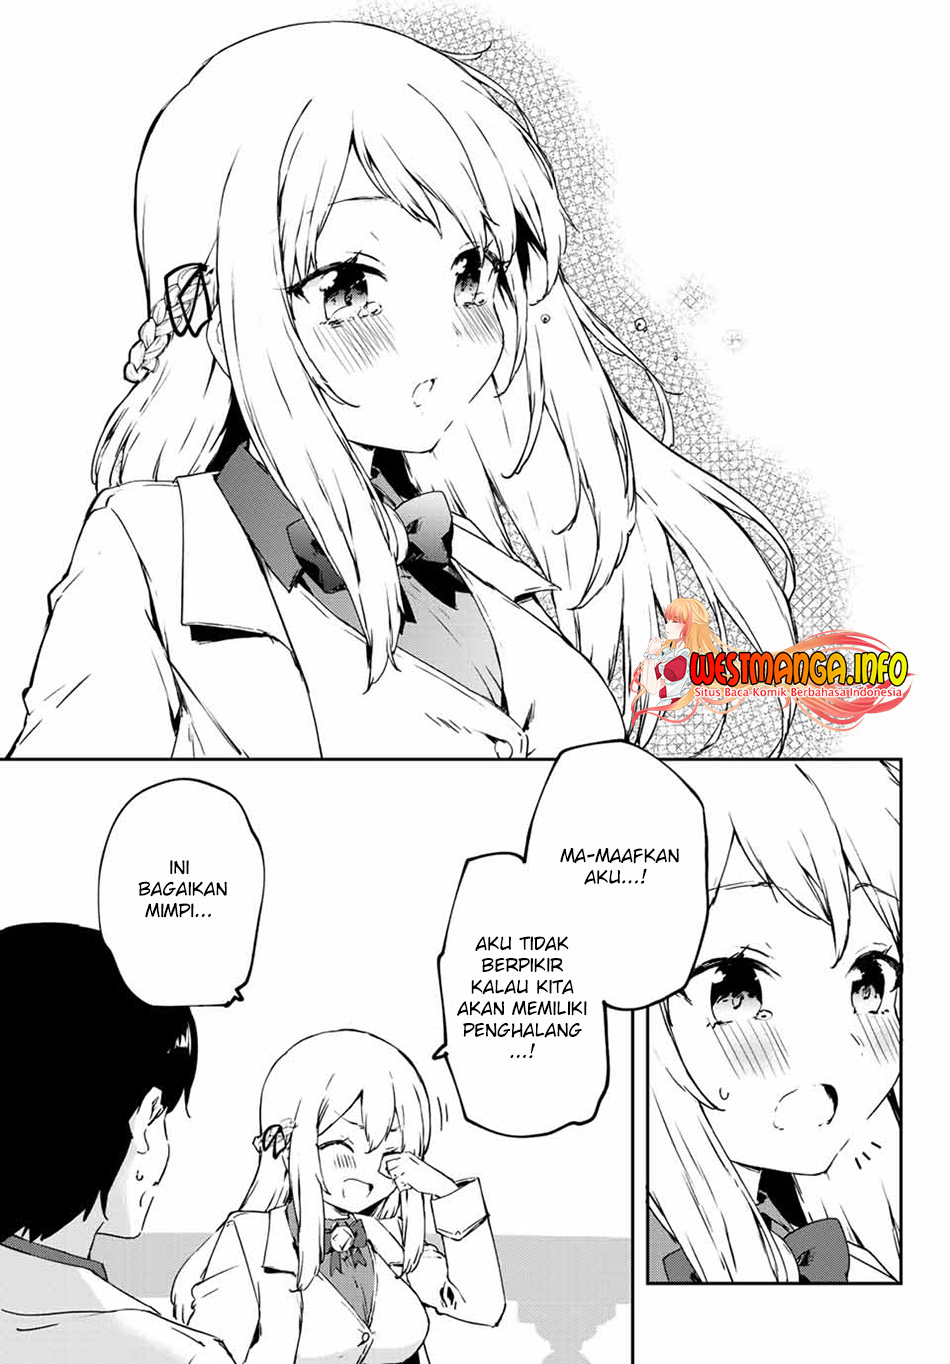 WESTMANGA.INFO
SITUS BACA KOMIK BERBAHASA INDONESIA
MA-MAAFKAN
AKU...!
AKU TIDAK
BERPIKIR
KALAU KITA
AKAN MEMILIKI
PENGHALANG
...!
INI
BAGAIKAN
MIMPI...